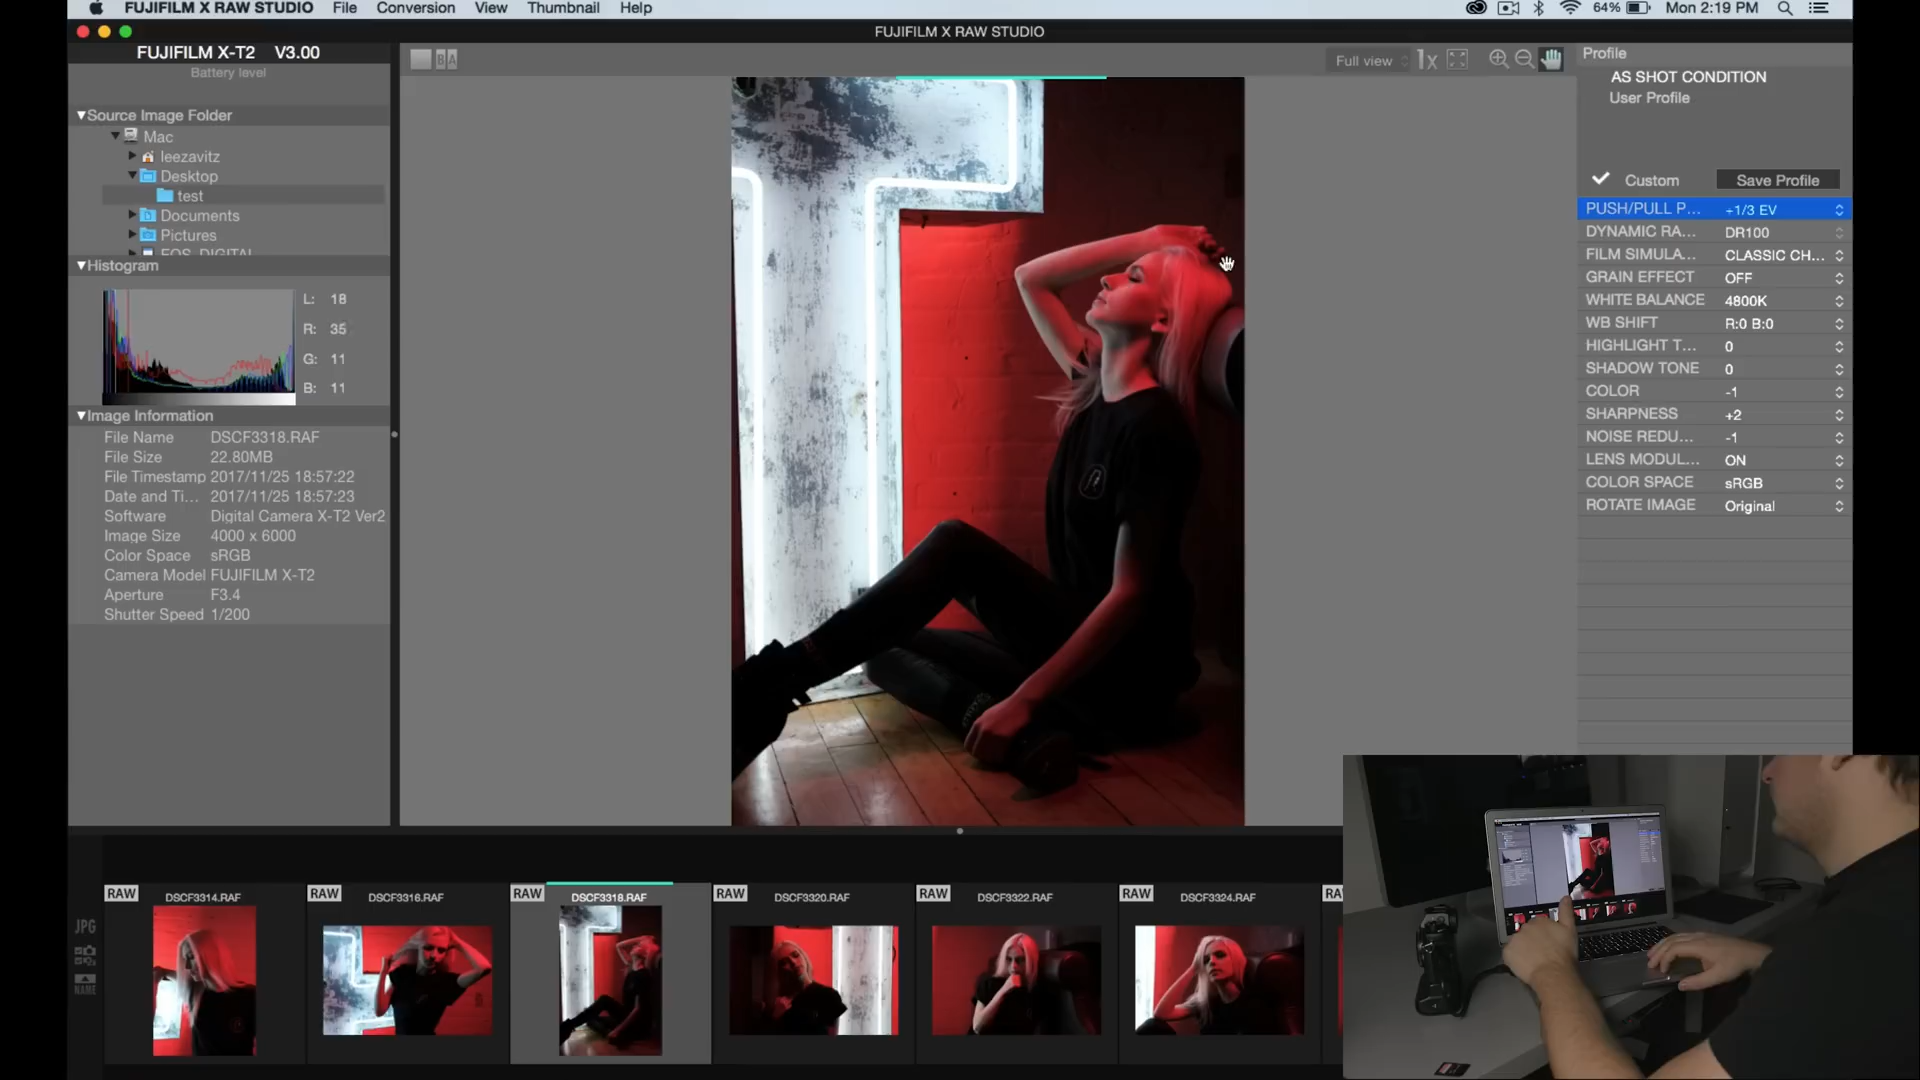 FUJIFILM X RAW STUDIO File Conversion View Thumbnail Help 64% Mon 2:19 PM
FUJIFILM X RAW STUDIO
FUJIFILM X-T2 V3.00
Battery level
Source Image Folder
Mac
leezavitz
Desktop
test
Documents
Pictures
EOS_DIGITAL
Histogram
L: 18
R: 35
G: 11
B: 11
Image Information
File Name DSCF3318.RAF
File Size 22.80MB
File Timestamp 2017/11/25 18:57:22
Date and Ti... 2017/11/25 18:57:23
Software Digital Camera X-T2 Ver2
Image Size 4000 x 6000
Color Space sRGB
Camera Model FUJIFILM X-T2
Aperture F3.4
Shutter Speed 1/200
B A
Full view 1x
Profile
AS SHOT CONDITION
User Profile
Custom Save Profile
PUSH/PULL P... +1/3 EV
DYNAMIC RA... DR100
FILM SIMULA... CLASSIC CH...
GRAIN EFFECT OFF
WHITE BALANCE 4800K
WB SHIFT R:0 B:0
HIGHLIGHT T... 0
SHADOW TONE 0
COLOR -1
SHARPNESS +2
NOISE REDU... -1
LENS MODUL... ON
COLOR SPACE sRGB
ROTATE IMAGE Original
JPG
NAME
RAW DSCF3314.RAF
RAW DSCF3316.RAF
RAW DSCF3318.RAF
RAW DSCF3320.RAF
RAW DSCF3322.RAF
RAW DSCF3324.RAF
RA